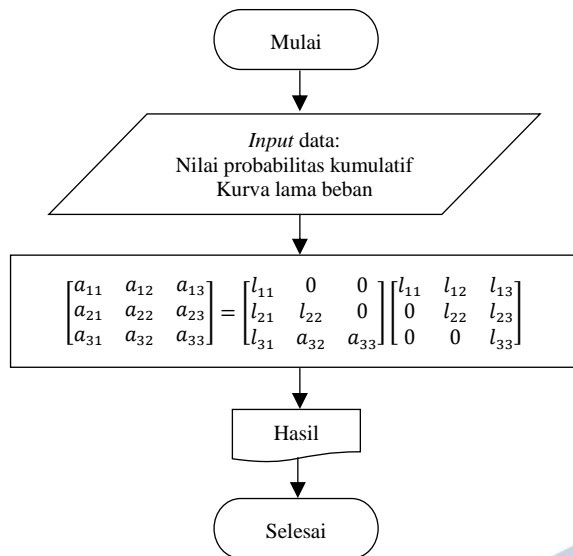 Mulai
Input data:
Nilai probabilitas kumulatif
Kurva lama beban
[a₁₁ a₁₂ a₁₃] = [l₁₁ 0 0] [l₁₁ l₁₂ l₁₃]
[a₂₁ a₂₂ a₂₃] = [l₂₁ l₂₂ 0] [0 l₂₂ l₂₃]
[a₃₁ a₃₂ a₃₃] = [l₃₁ a₃₂ a₃₃] [0 0 l₃₃]
Hasil
Selesai